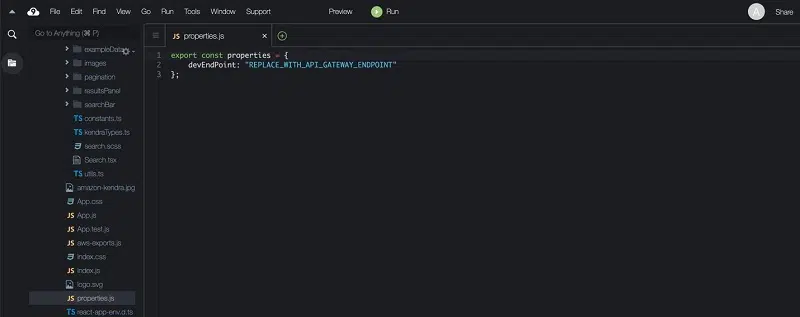 File Edit Find View Go Run Tools Window Support Preview Run A Share
Go to Anything (⌘ P)
exampleData
images
pagination
resultsPanel
searchBar
TS constants.ts
TS kendraTypes.ts
search.scss
Search.tsx
TS utils.ts
amazon-kendra.jpg
App.css
JS App.js
JS App.test.js
JS aws-exports.js
index.css
JS index.js
logo.svg
JS properties.js
TS react-app-env.d.ts
JS properties.js
1 export const properties = {
2 devEndPoint: "REPLACE_WITH_API_GATEWAY_ENDPOINT"
3 };